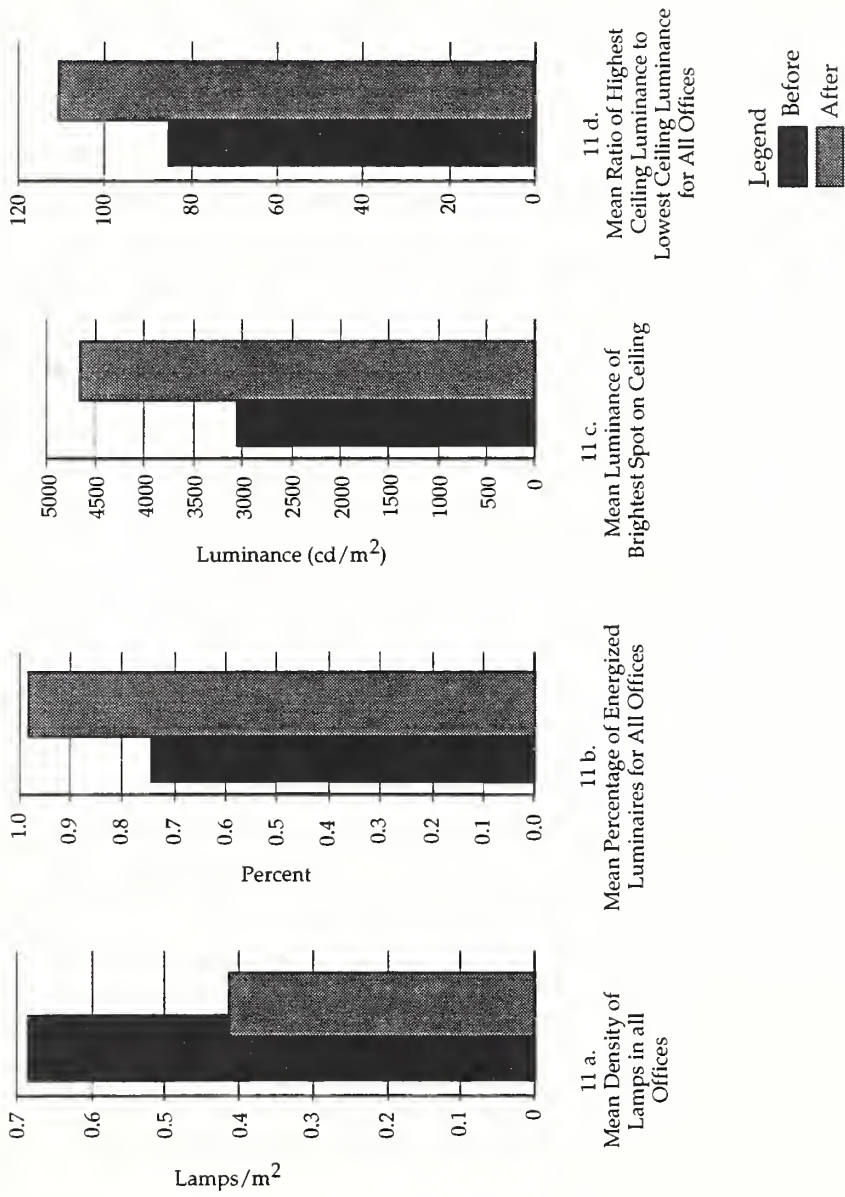 Lamps/m2
0.7
0.6
0.5
0.4
0.3
0.2
0.1
0
11 a.
Mean Density of
Lamps in all
Offices
Percent
1.0
0.9
0.8
0.7
0.6
0.5
0.4
0.3
0.2
0.1
0.0
11 b.
Mean Percentage of Energized
Luminaires for All Offices
Luminance (cd/m2)
5000
4500
4000
3500
3000
2500
2000
1500
1000
500
0
11 c.
Mean Luminance of
Brightest Spot on Ceiling
120
100
80
60
40
20
0
11 d.
Mean Ratio of Highest
Ceiling Luminance to
Lowest Ceiling Luminance
for All Offices
Legend
Before
After